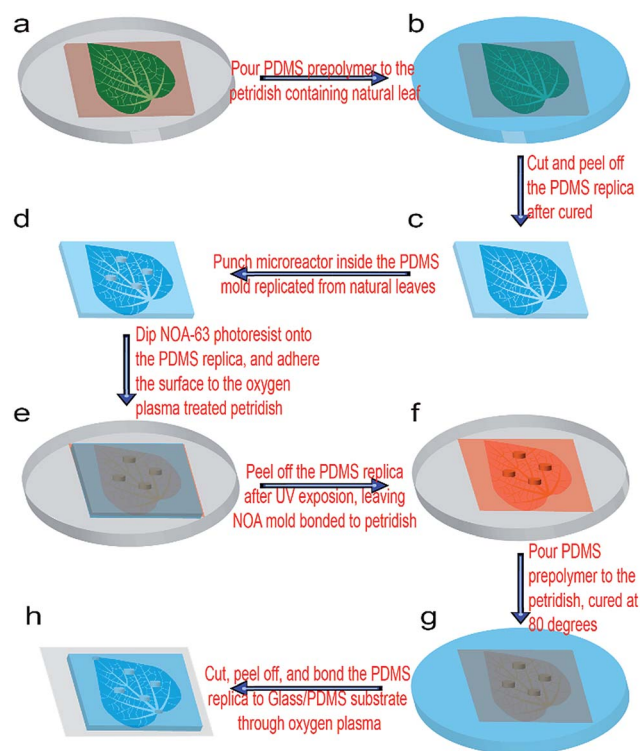 a
b
Pour PDMS prepolymer to the
petridish containing natural leaf
Cut and peel off
the PDMS replica
after cured
d
c
Punch microreactor inside the PDMS
mold replicated from natural leaves
Dip NOA-63 photoresist onto
the PDMS replica, and adhere
the surface to the oxygen
plasma treated petridish
e
f
Peel off the PDMS replica
after UV exposion, leaving
NOA mold bonded to petridish
Pour PDMS
prepolymer to the
petridish, cured at
80 degrees
h
g
Cut, peel off, and bond the PDMS
replica to Glass/PDMS substrate
through oxygen plasma